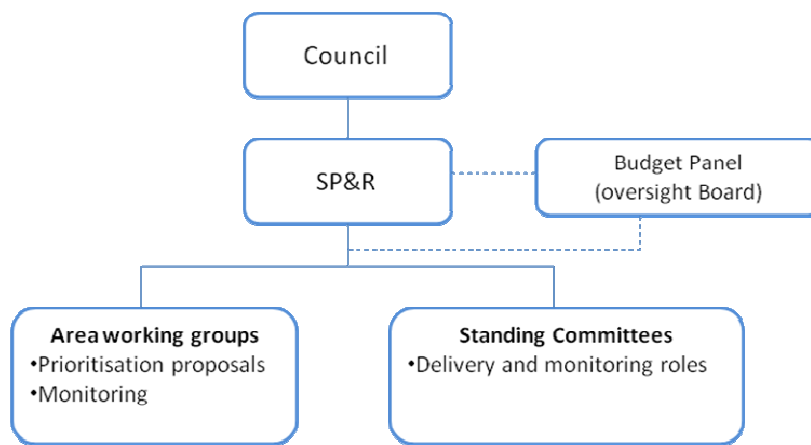 Council
SP&R
Budget Panel
(oversight Board)
Area working groups
•Prioritisation proposals
•Monitoring
Standing Committees
•Delivery and monitoring roles